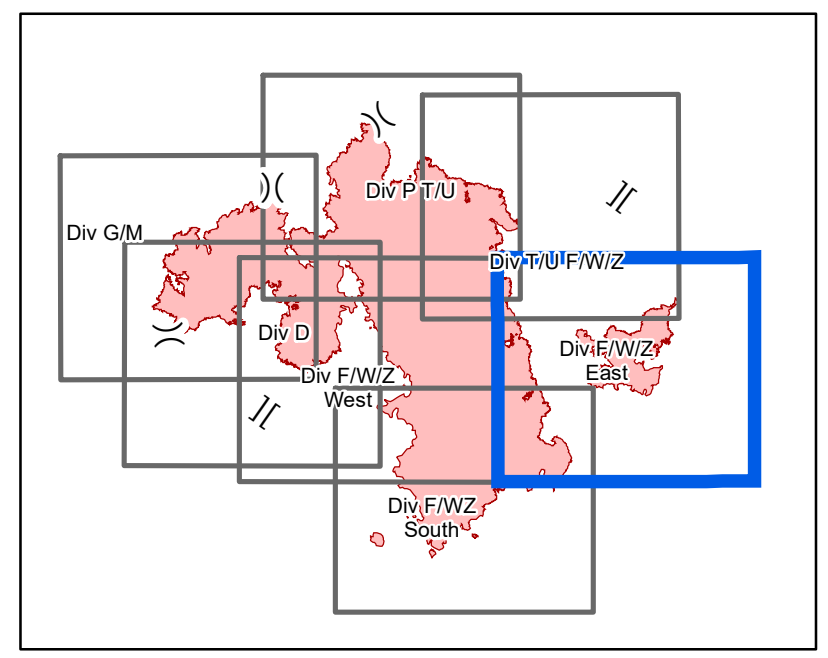 Div P T/U
Div G/M
Div T/U F/W/Z
Div D
Div F/W/Z
East
Div F/W/Z
West
Div F/WZ
South